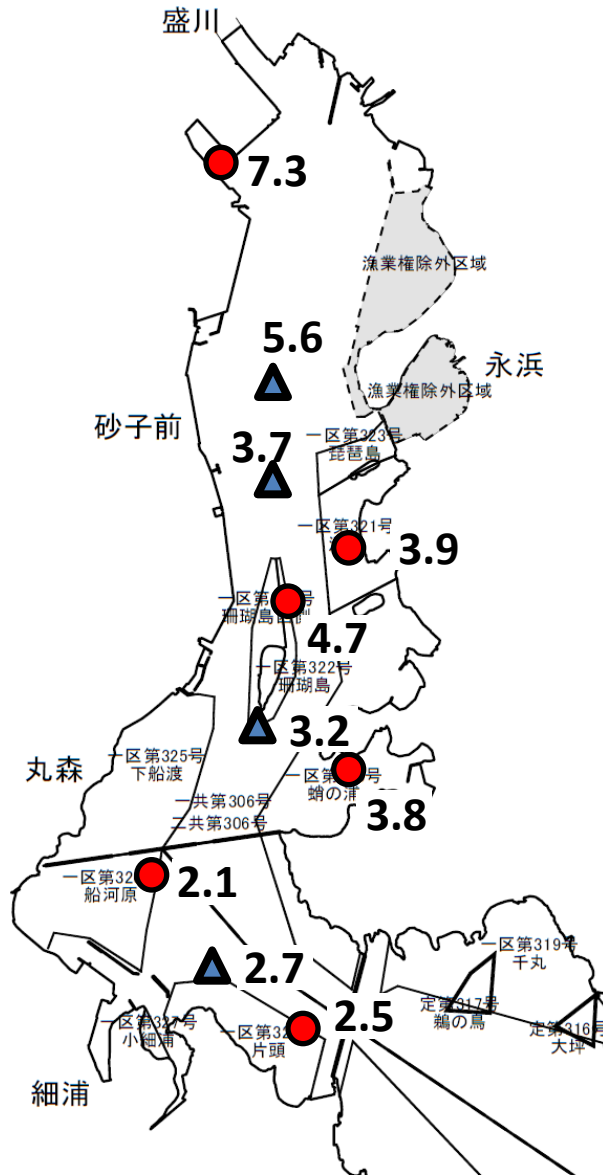 盛川
7.3
漁業権除外区域
5.6
永浜
漁業権除外区域
砂子前
一区第323号
琵琶島
3.7
一区第321号
3.9
一区第
号
珊瑚島
4.7
一区第322号
珊瑚島
3.2
丸森
一区第325号
下船渡
一区第
号
蛸の浦
一共第306号
3.8
二共第306号
一区第32
船河原
2.1
一区第319号
千丸
2.7
定第317号
鵜の鳥
2.5
定第316号
大坪
一区第327号
小細浦
一区第32
片頭
細浦